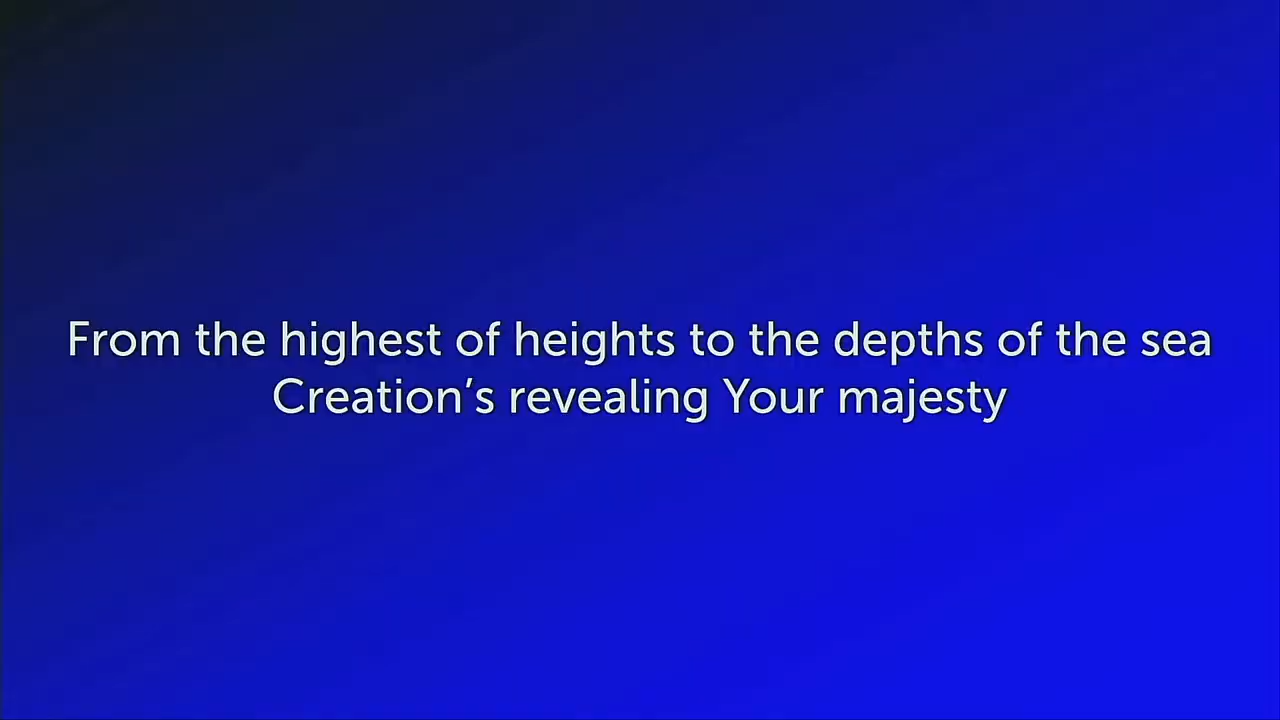 From the highest of heights to the depths of the sea
Creation’s revealing Your majesty